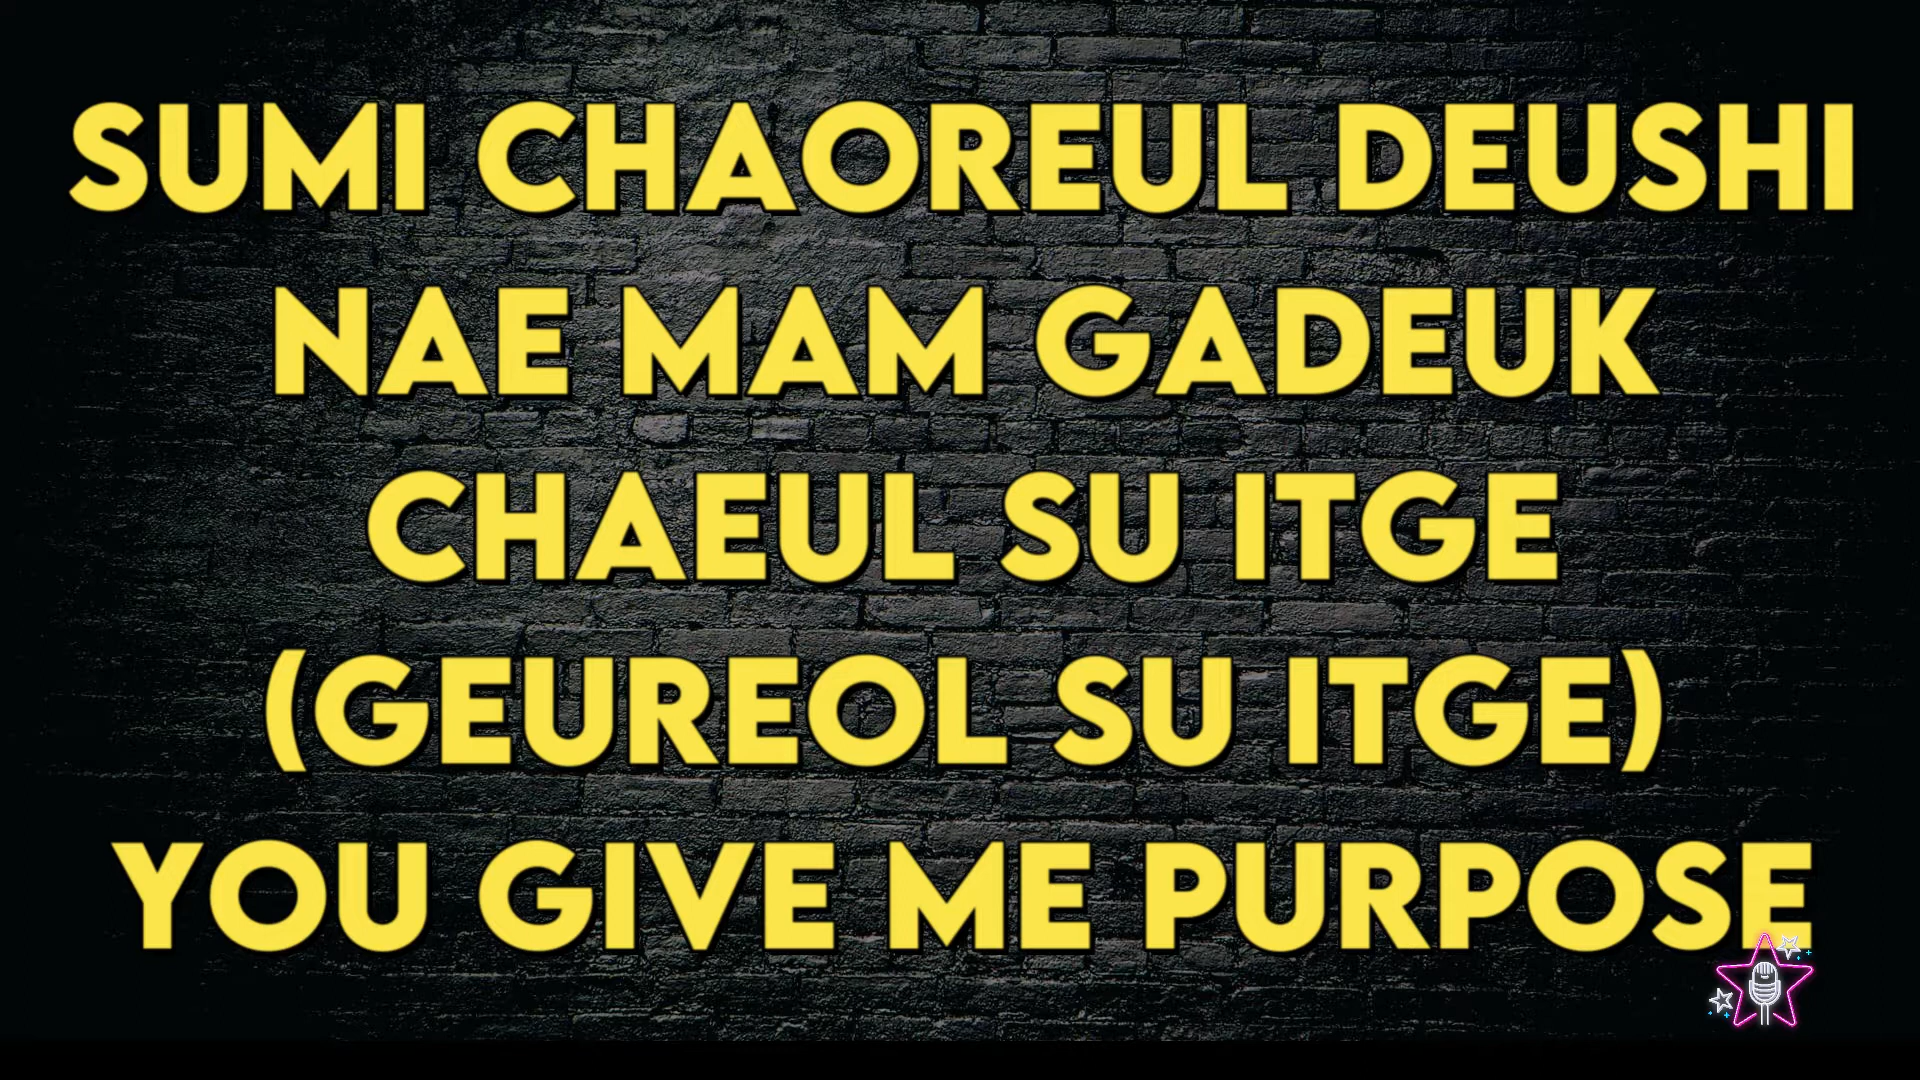 SUMI CHAOREUL DEUSHI
NAE MAM GADEUK
CHAEUL SU ITGE
(GEUREOL SU ITGE)
YOU GIVE ME PURPOSE